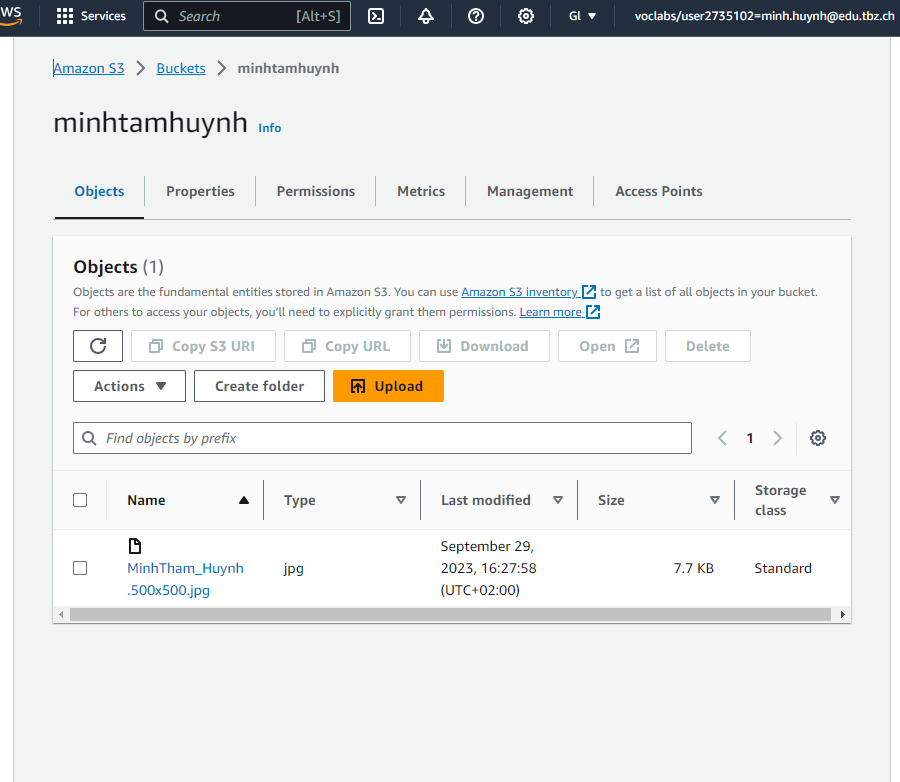 WS Services Search [Alt+S] Gl voclabs/user2735102=minh.huynh@edu.tbz.ch
Amazon S3 Buckets minhtamhuynh
minhtamhuynh Info
Objects Properties Permissions Metrics Management Access Points
Objects (1)
Objects are the fundamental entities stored in Amazon S3. You can use Amazon S3 inventory to get a list of all objects in your bucket.
For others to access your objects, you'll need to explicitly grant them permissions. Learn more
Copy S3 URI Copy URL Download Open Delete
Actions Create folder Upload
Find objects by prefix 1
Name Type Last modified Size Storage class
MinhTham_Huynh.500x500.jpg jpg September 29, 2023, 16:27:58 (UTC+02:00) 7.7 KB Standard